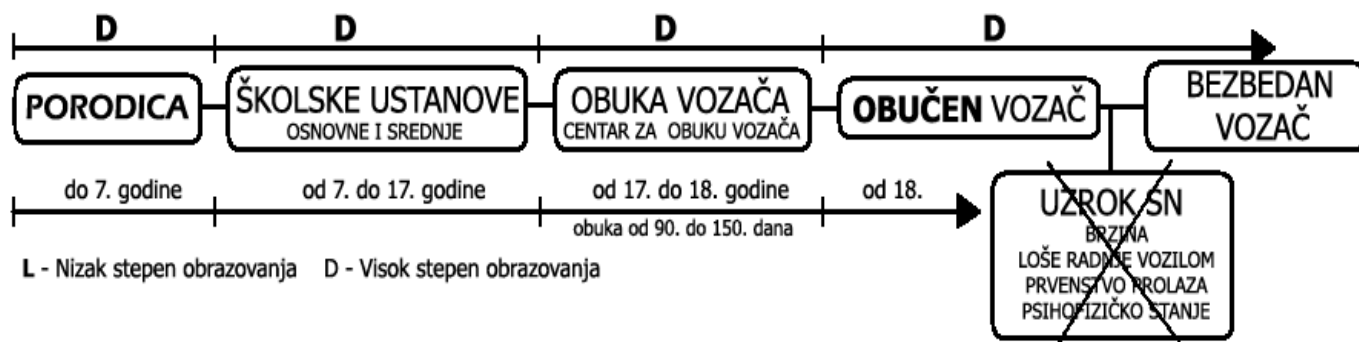 D D D D
PORODICA
ŠKOLSKE USTANOVE
OSNOVNE I SREDNJE
OBUKA VOZAČA
CENTAR ZA OBUKU VOZAČA
OBUČEN VOZAČ
BEZBEDAN
VOZAČ
do 7. godine
od 7. do 17. godine
od 17. do 18. godine
od 18.
obuka od 90. do 150. dana
UZROK SN
BRZINA
LOŠE RADNJE VOZILOM
PRVENSTVO PROLAZA
PSIHOFIZIČKO STANJE
L - Nizak stepen obrazovanja D - Visok stepen obrazovanja